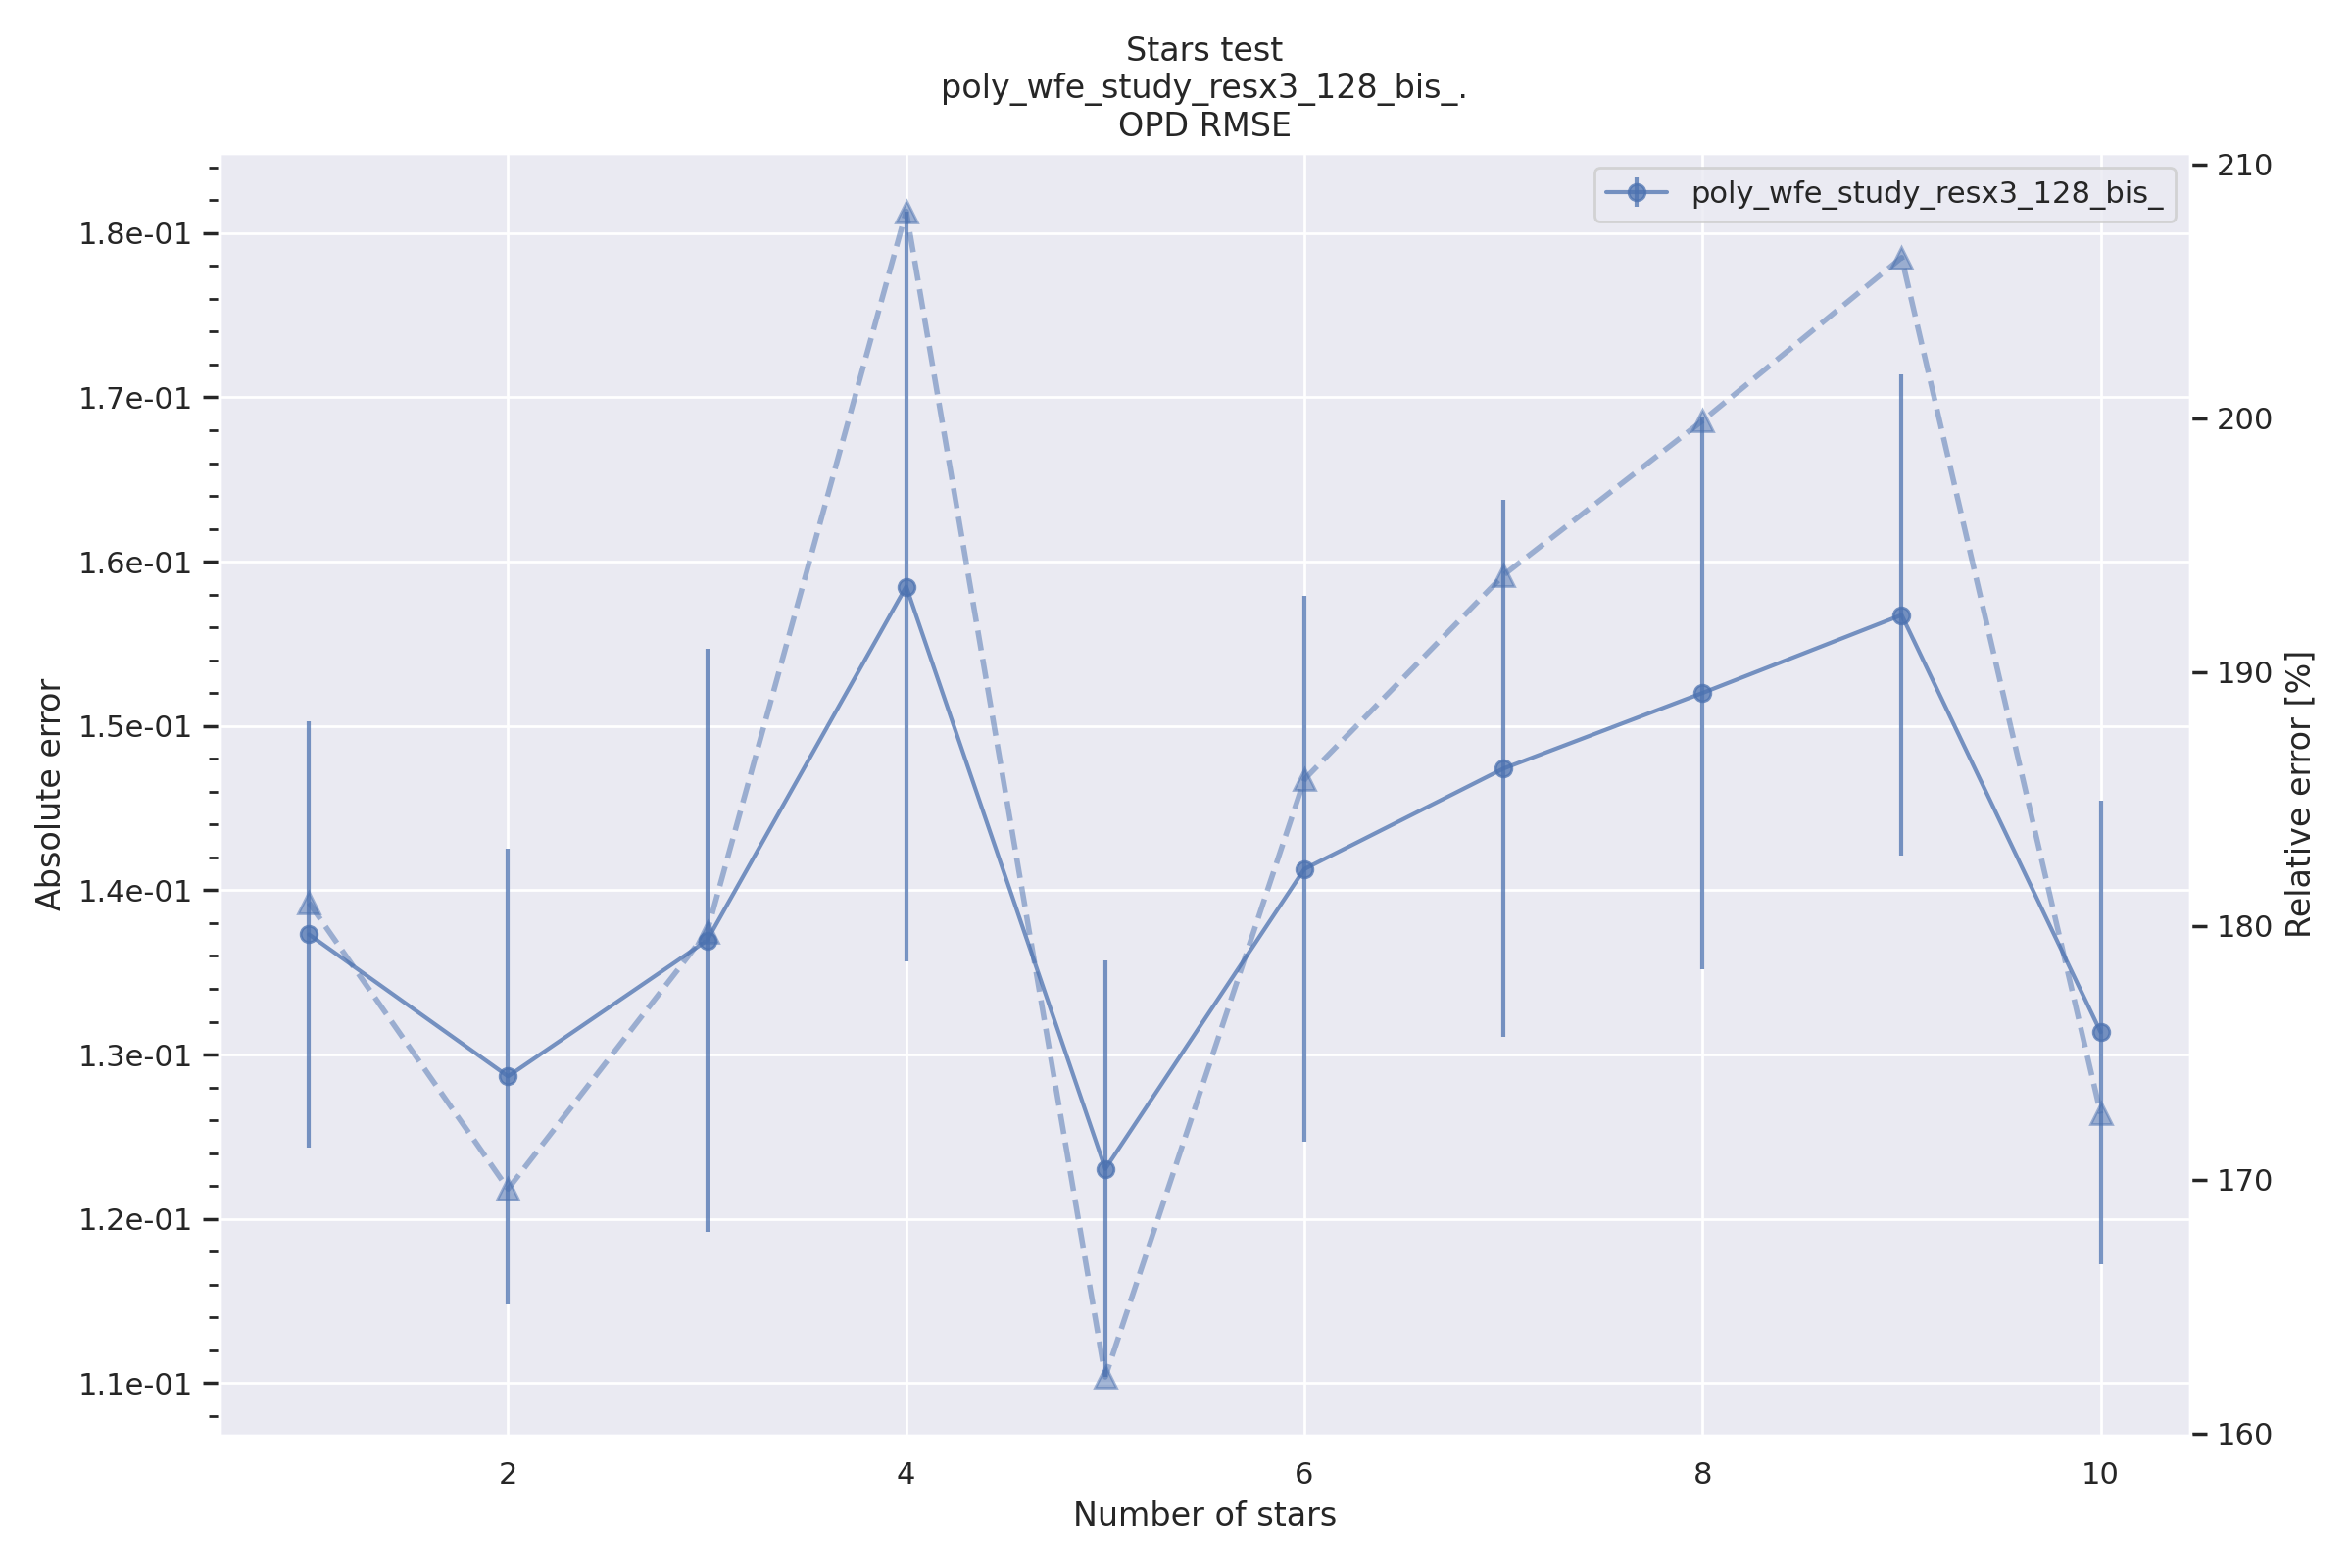 Stars test
poly_wfe_study_resx3_128_bis_.
OPD RMSE
poly_wfe_study_resx3_128_bis_
1.8e-01
1.7e-01
1.6e-01
1.5e-01
1.4e-01
1.3e-01
1.2e-01
1.1e-01
Absolute error
210
200
190
180
170
160
Relative error [%]
2 4 6 8 10
Number of stars